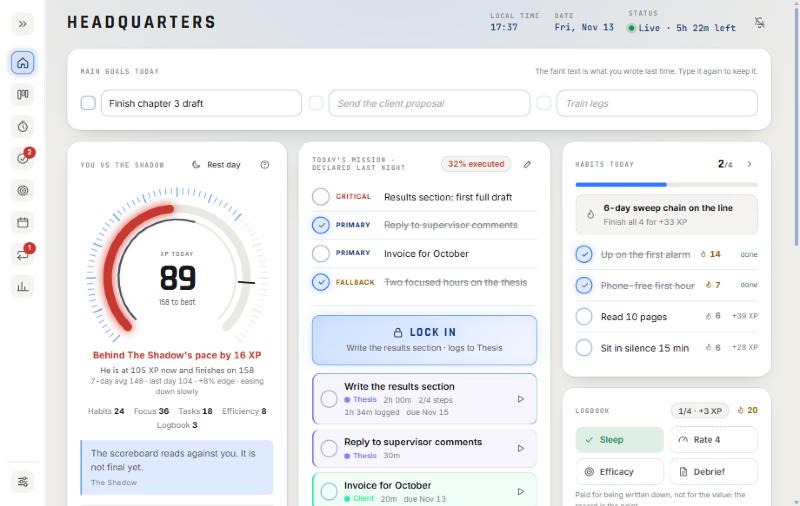 HEADQUARTERS
LOCAL TIME
17:37
DATE
Fri, Nov 13
STATUS
Live · 5h 22m left
2
1
MAIN GOALS TODAY
The faint text is what you wrote last time. Type it again to keep it.
Finish chapter 3 draft
Send the client proposal
Train legs
YOU VS THE SHADOW
Rest day
XP TODAY
89
158 to beat
Behind The Shadow's pace by 16 XP
He is at 105 XP now and finishes on 158
7-day avg 148 · last day 104 · +8% edge · easing
down slowly
Habits 24 Focus 36 Tasks 18 Efficiency 8
Logbook 3
The scoreboard reads against you. It is
not final yet.
The Shadow
TODAY'S MISSION ·
DECLARED LAST NIGHT
32% executed
CRITICAL Results section: first full draft
PRIMARY Reply to supervisor comments
PRIMARY Invoice for October
FALLBACK Two focused hours on the thesis
LOCK IN
Write the results section · logs to Thesis
Write the results section
Thesis 2h 00m 2/4 steps
1h 34m logged due Nov 15
Reply to supervisor comments
Thesis 30m
Invoice for October
Client 20m due Nov 13
HABITS TODAY
2/4
6-day sweep chain on the line
Finish all 4 for +33 XP
Up on the first alarm 14 done
Phone-free first hour 7 done
Read 10 pages 6 +39 XP
Sit in silence 15 min 6 +28 XP
LOGBOOK
1/4 · +3 XP
20
Sleep
Rate 4
Efficacy
Debrief
Paid for being written down, not for the value: the
record is the point